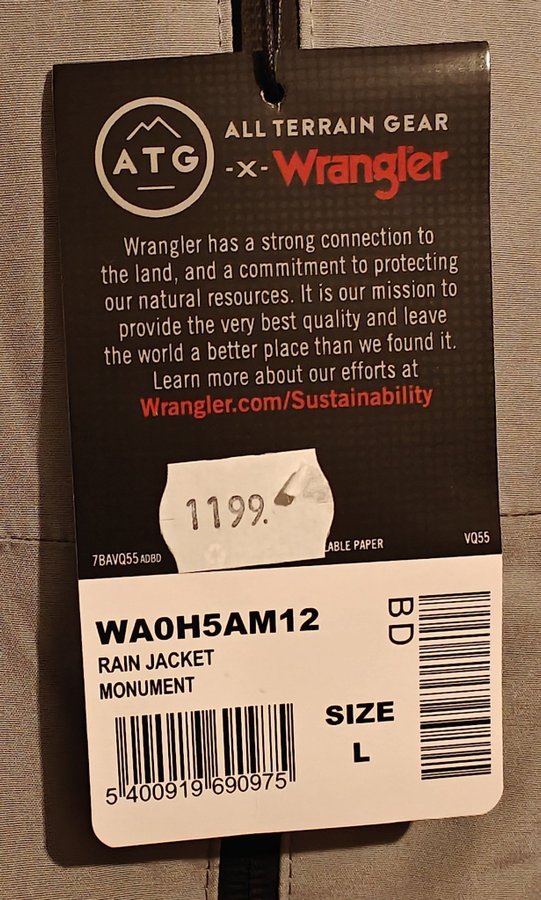 ATG
ALL TERRAIN GEAR
-X- Wrangler
Wrangler has a strong connection to
the land, and a commitment to protecting
our natural resources. It is our mission to
provide the very best quality and leave
the world a better place than we found it.
Learn more about our efforts at
Wrangler.com/Sustainability
1199.
7BAVQ55 ADBD
LABLE PAPER
VQ55
WA0H5AM12
RAIN JACKET
MONUMENT
BD
SIZE
L
5 400919 690975